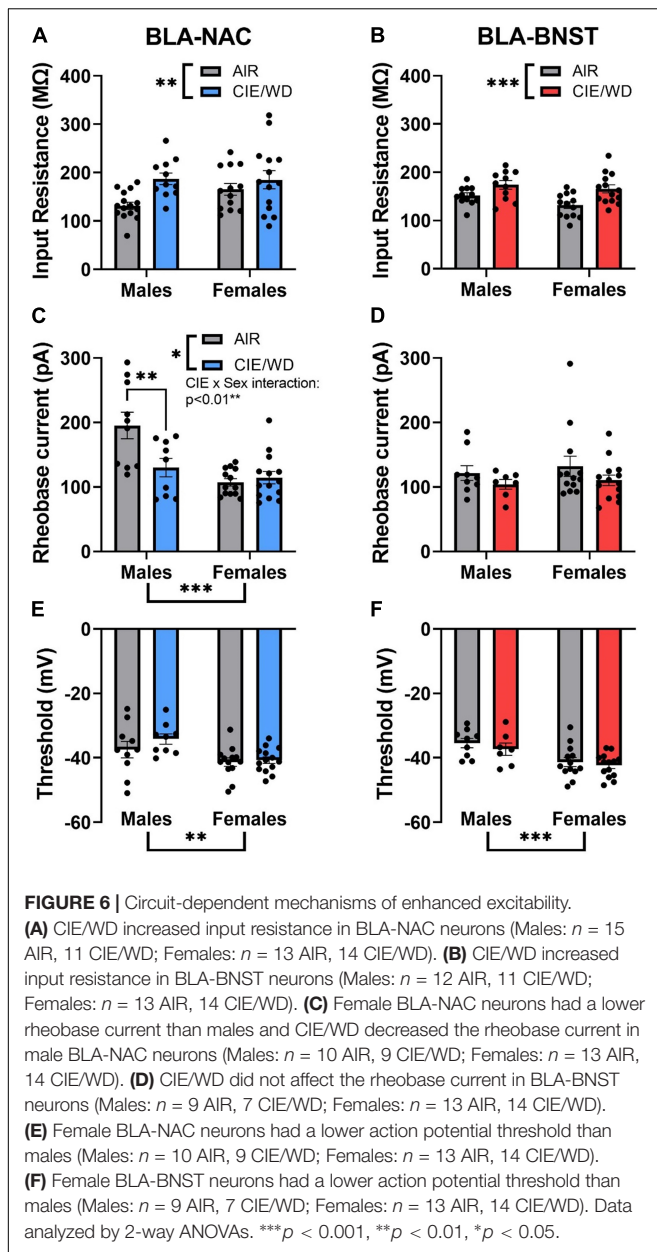 A
BLA-NAC
B
BLA-BNST
Input Resistance (MΩ)
400
300
200
100
0
**
AIR
CIE/WD
Males
Females
Input Resistance (MΩ)
400
300
200
100
0
***
AIR
CIE/WD
Males
Females
C
Rheobase current (pA)
300
200
100
0
**
*
AIR
CIE/WD
CIE x Sex interaction:
p<0.01**
Males
Females
***
D
Rheobase current (pA)
300
200
100
0
Males
Females
E
Threshold (mV)
0
-20
-40
-60
Males
Females
**
F
Threshold (mV)
0
-20
-40
-60
Males
Females
***
FIGURE 6 | Circuit-dependent mechanisms of enhanced excitability.
(A) CIE/WD increased input resistance in BLA-NAC neurons (Males: n = 15
AIR, 11 CIE/WD; Females: n = 13 AIR, 14 CIE/WD). (B) CIE/WD increased
input resistance in BLA-BNST neurons (Males: n = 12 AIR, 11 CIE/WD;
Females: n = 13 AIR, 14 CIE/WD). (C) Female BLA-NAC neurons had a lower
rheobase current than males and CIE/WD decreased the rheobase current in
male BLA-NAC neurons (Males: n = 10 AIR, 9 CIE/WD; Females: n = 13 AIR,
14 CIE/WD). (D) CIE/WD did not affect the rheobase current in BLA-BNST
neurons (Males: n = 9 AIR, 7 CIE/WD; Females: n = 13 AIR, 14 CIE/WD).
(E) Female BLA-NAC neurons had a lower action potential threshold than
males (Males: n = 10 AIR, 9 CIE/WD; Females: n = 13 AIR, 14 CIE/WD).
(F) Female BLA-BNST neurons had a lower action potential threshold than
males (Males: n = 9 AIR, 7 CIE/WD; Females: n = 13 AIR, 14 CIE/WD). Data
analyzed by 2-way ANOVAs. ***p < 0.001, **p < 0.01, *p < 0.05.